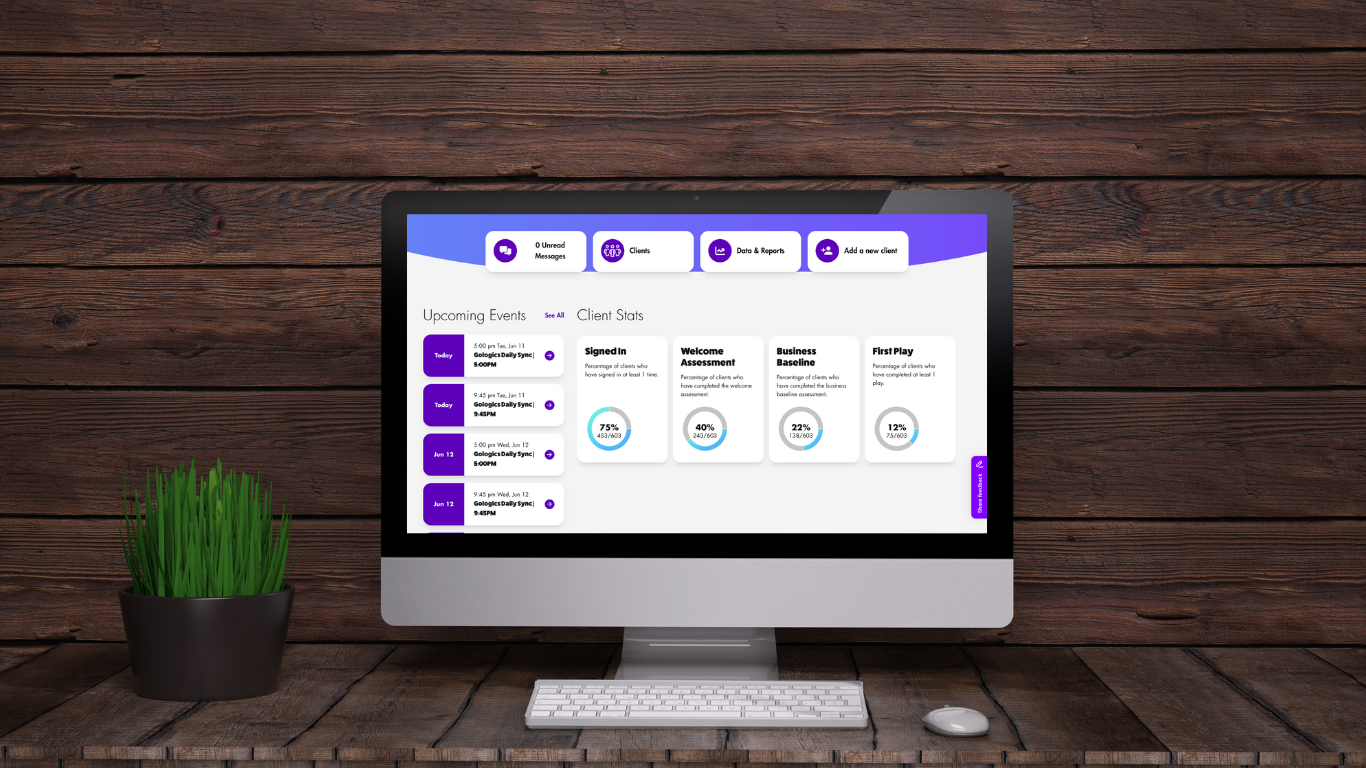 0 Unread
Messages
Clients
Data & Reports
Add a new client
Upcoming Events
See All
Client Stats
Today
5:00 pm Tue, Jun 11
Gologics Daily Sync |
5:00PM
Today
9:45 pm Tue, Jun 11
Gologics Daily Sync |
9:45PM
Jun 12
5:00 pm Wed, Jun 12
Gologics Daily Sync |
5:00PM
Jun 12
9:45 pm Wed, Jun 12
Gologics Daily Sync |
9:45PM
Signed In
Percentage of clients who
have signed in at least 1 time.
75%
453/603
Welcome
Assessment
Percentage of clients who
have completed the welcome
assessment.
40%
243/603
Business
Baseline
Percentage of clients who
have completed the business
baseline assessment.
22%
138/603
First Play
Percentage of clients who
have completed at least 1
play.
12%
75/603
Share feedback